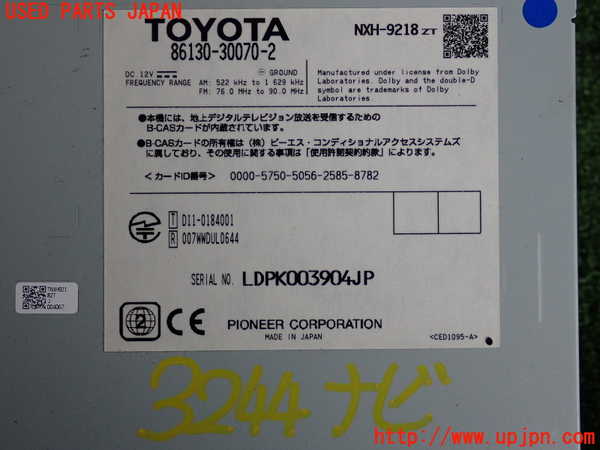 USED PARTS JAPAN
TOYOTA
86130-30070-2
NXH-9218 ZT
DC 12V GROUND
FREQUENCY RANGE AM: 522 kHz to 1 629 kHz
FM: 76.0 MHz to 90.0 MHz
Manufactured under license from Dolby
Laboratories. Dolby and the double-D
symbol are trademarks of Dolby
Laboratories.
●本機には、地上デジタルテレビジョン放送を受信するための
B-CASカードが内蔵されています。
●B-CASカードの所有権は（株）ビーエス・コンディショナルアクセスシステムズ
に属しており、その使用に関する事項は「使用許諾契約約款」によります。
＜カードID番号＞ 0000-5750-5056-2585-8782
T D11-0184001
R 007WWDUL0644
SERIAL NO. LDPK003904JP
2 CE PIONEER CORPORATION
MADE IN JAPAN
<CED1095-A>
3244ナビ
http://www.upjpn.com/